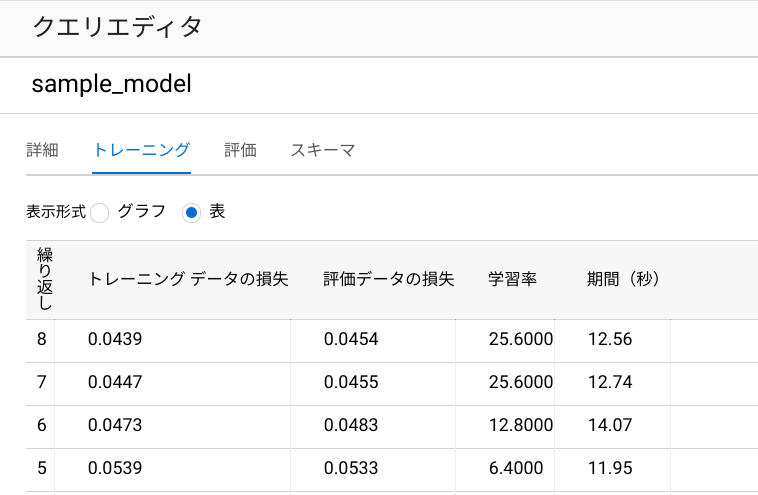 クエリエディタ
sample_model
詳細 トレーニング 評価 スキーマ
表示形式 グラフ 表
繰り返し トレーニング データの損失 評価データの損失 学習率 期間（秒）
8 0.0439 0.0454 25.6000 12.56
7 0.0447 0.0455 25.6000 12.74
6 0.0473 0.0483 12.8000 14.07
5 0.0539 0.0533 6.4000 11.95